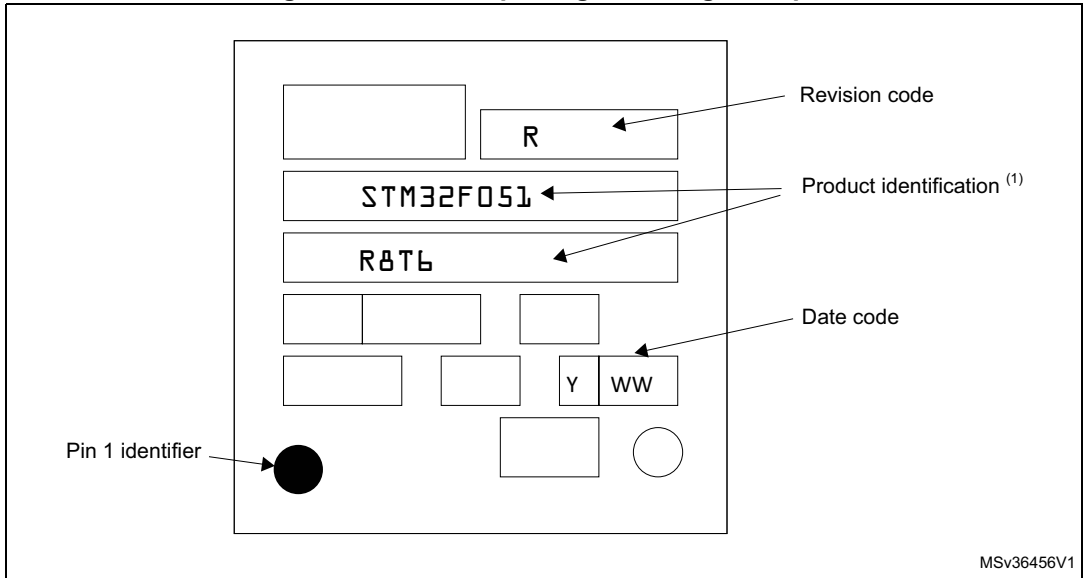 Revision code
R
STM32F051
Product identification (1)
R8T6
Date code
Y WW
Pin 1 identifier
MSv36456V1